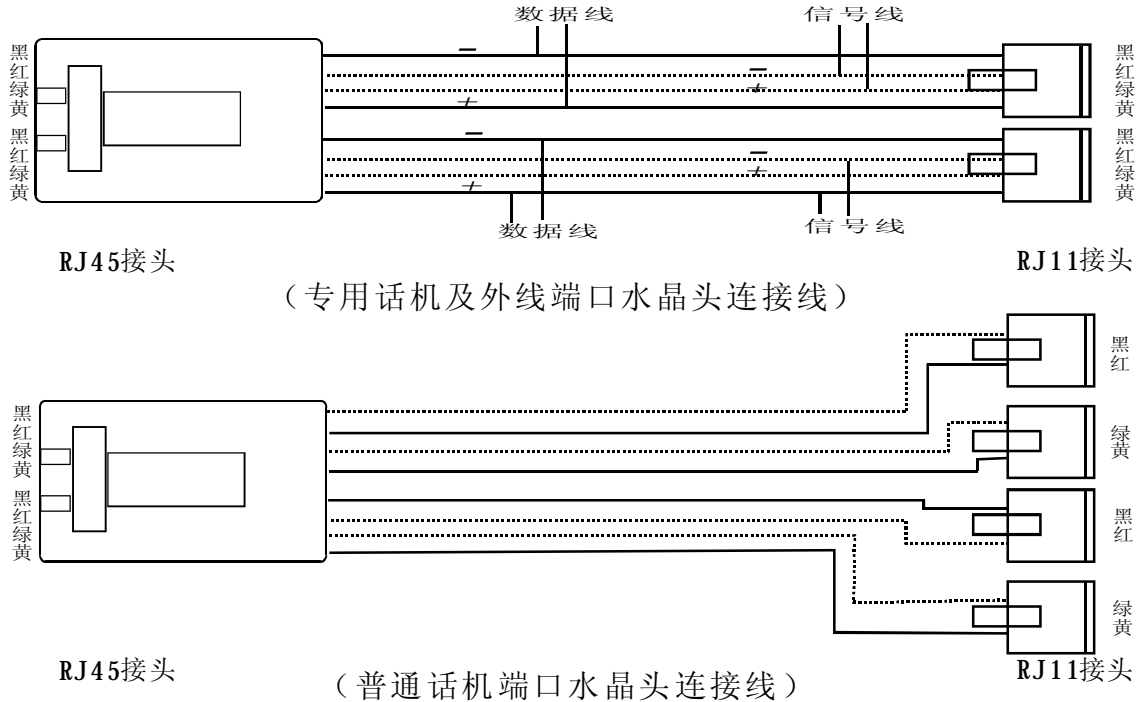 数据线 信号线
黑
红
绿
黄
黑
红
绿
黄
− − +
+
− − +
+
黑
红
绿
黄
黑
红
绿
黄
数据线 信号线
RJ45接头 RJ11接头
（专用话机及外线端口水晶头连接线）
黑
红
绿
黄
黑
红
绿
黄
黑
红
绿
黄
黑
红
绿
黄
RJ45接头 RJ11接头
（普通话机端口水晶头连接线）